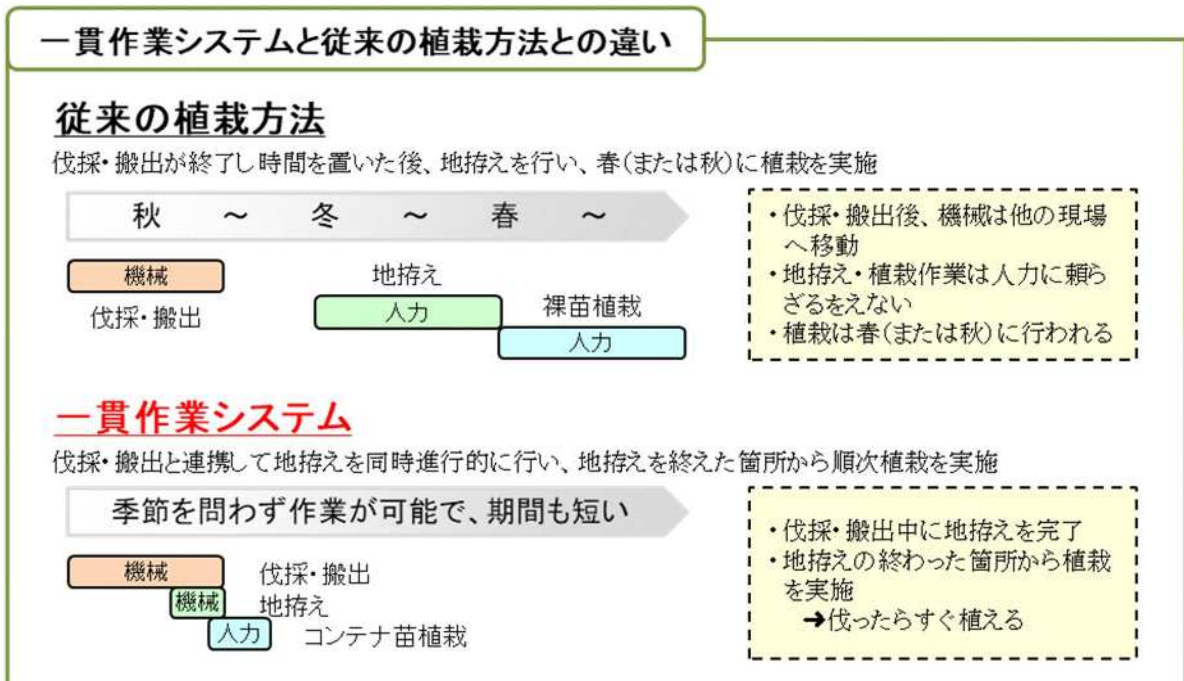 一貫作業システムと従来の植栽方法との違い
従来の植栽方法
伐採・搬出が終了し時間を置いた後、地拵えを行い、春(または秋)に植栽を実施
秋 ～ 冬 ～ 春 ～
機械
伐採・搬出
地拵え
人力
裸苗植栽
人力
・伐採・搬出後、機械は他の現場
へ移動
・地拵え・植栽作業は人力に頼ら
ざるをえない
・植栽は春(または秋)に行われる
一貫作業システム
伐採・搬出と連携して地拵えを同時進行的に行い、地拵えを終えた箇所から順次植栽を実施
季節を問わず作業が可能で、期間も短い
機械 伐採・搬出
機械 地拵え
人力 コンテナ苗植栽
・伐採・搬出中に地拵えを完了
・地拵えの終わった箇所から植栽
を実施
➔伐ったらすぐ植える